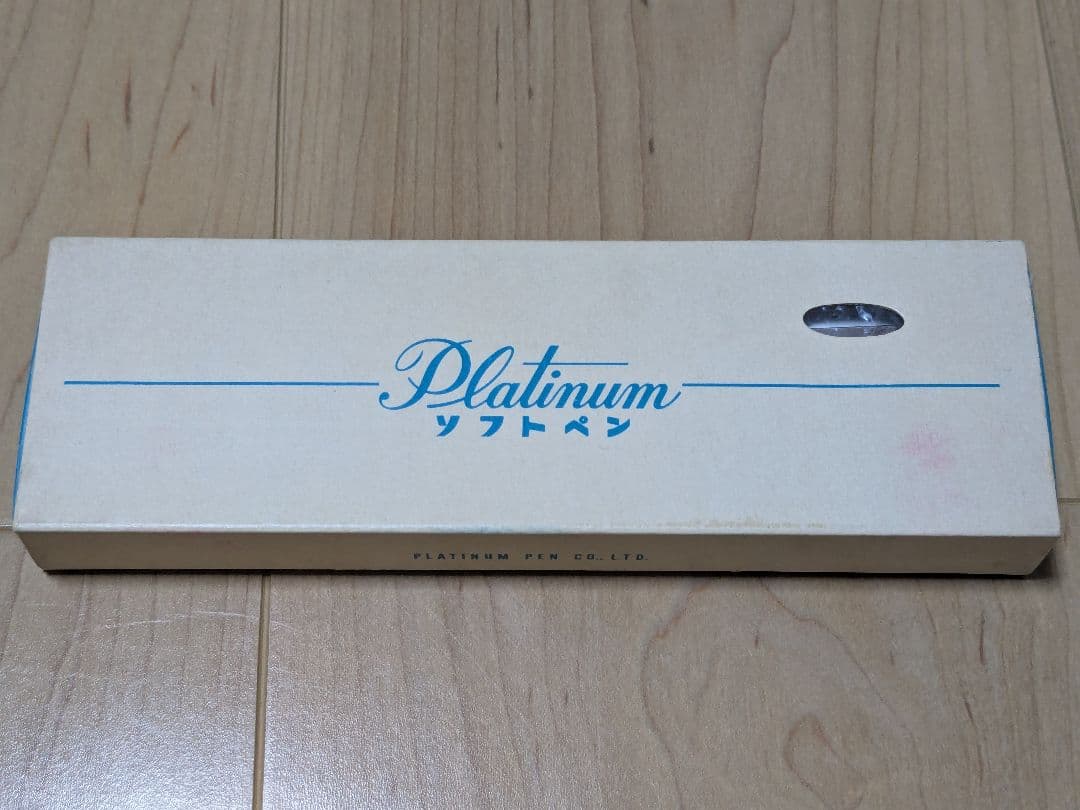 Platinum
ソフトペン
PLATINUM PEN CO., LTD.